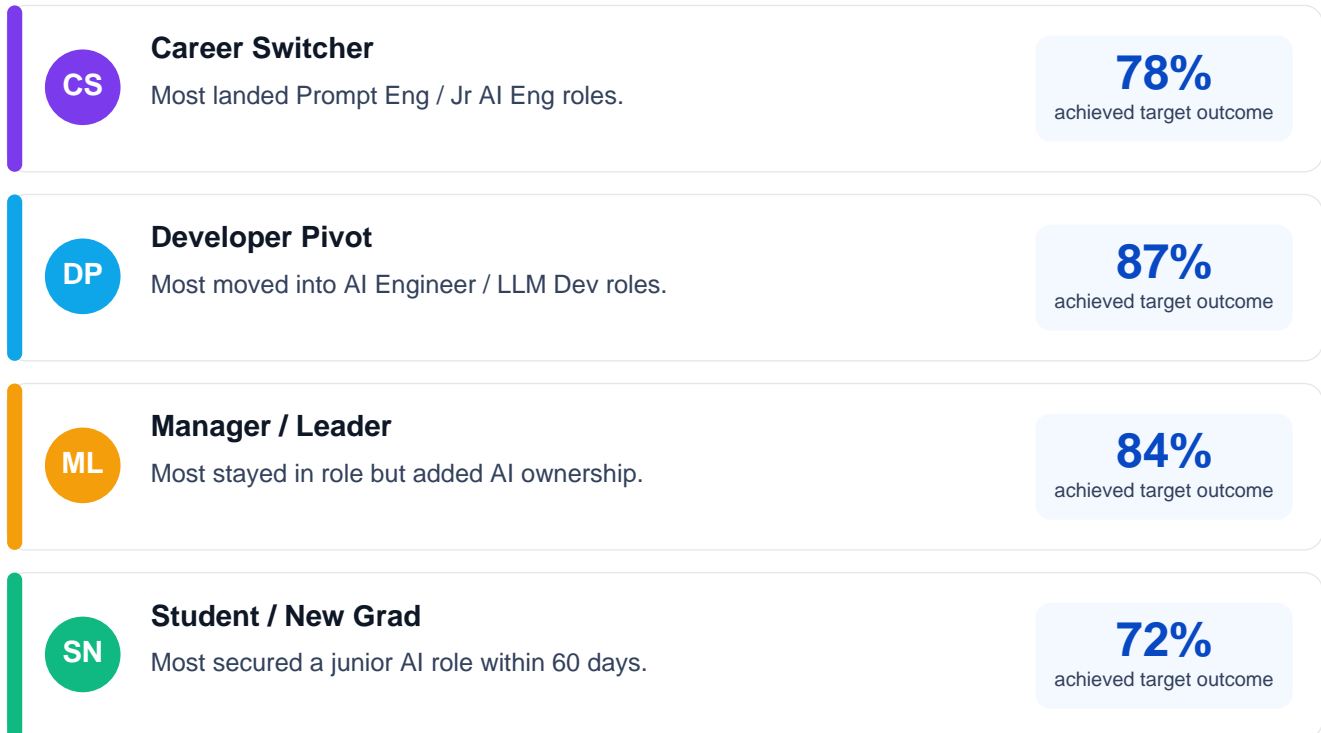 Career Switcher
CS
Most landed Prompt Eng / Jr AI Eng roles.
78%
achieved target outcome
Developer Pivot
DP
Most moved into AI Engineer / LLM Dev roles.
87%
achieved target outcome
Manager / Leader
ML
Most stayed in role but added AI ownership.
84%
achieved target outcome
Student / New Grad
SN
Most secured a junior AI role within 60 days.
72%
achieved target outcome